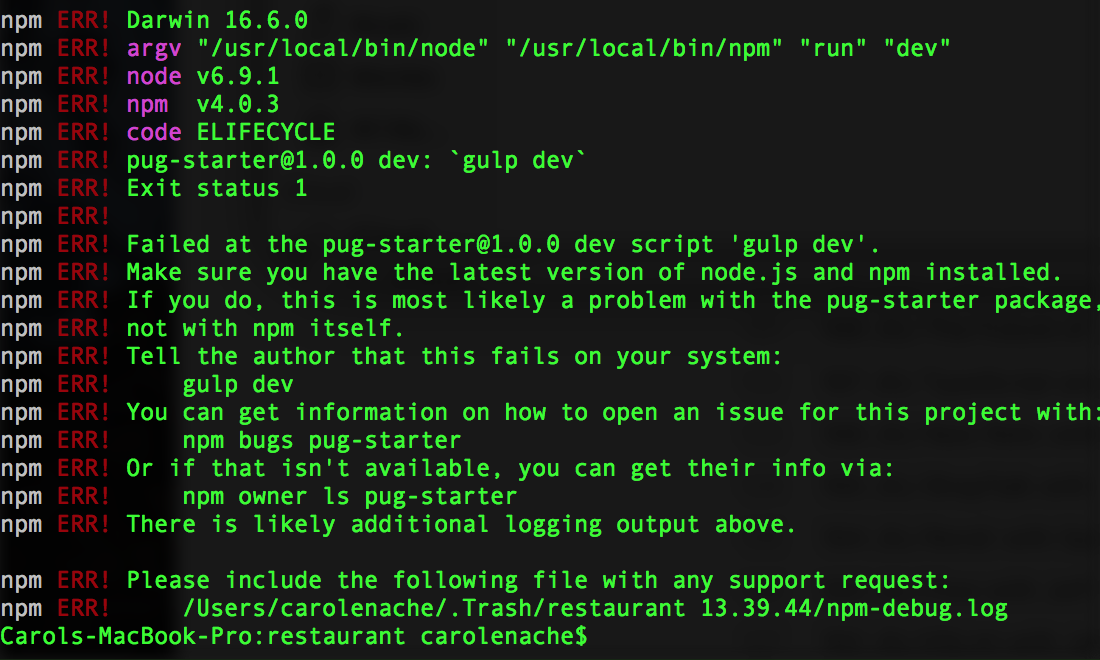 npm ERR! Darwin 16.6.0
npm ERR! argv "/usr/local/bin/node" "/usr/local/bin/npm" "run" "dev"
npm ERR! node v6.9.1
npm ERR! npm  v4.0.3
npm ERR! code ELIFECYCLE
npm ERR! pug-starter@1.0.0 dev: `gulp dev`
npm ERR! Exit status 1
npm ERR!
npm ERR! Failed at the pug-starter@1.0.0 dev script 'gulp dev'.
npm ERR! Make sure you have the latest version of node.js and npm installed.
npm ERR! If you do, this is most likely a problem with the pug-starter package,
npm ERR! not with npm itself.
npm ERR! Tell the author that this fails on your system:
npm ERR!     gulp dev
npm ERR! You can get information on how to open an issue for this project with:
npm ERR!     npm bugs pug-starter
npm ERR! Or if that isn't available, you can get their info via:
npm ERR!     npm owner ls pug-starter
npm ERR! There is likely additional logging output above.
npm ERR! Please include the following file with any support request:
npm ERR!     /Users/carolenache/.Trash/restaurant 13.39.44/npm-debug.log
Carols-MacBook-Pro:restaurant carolenache$